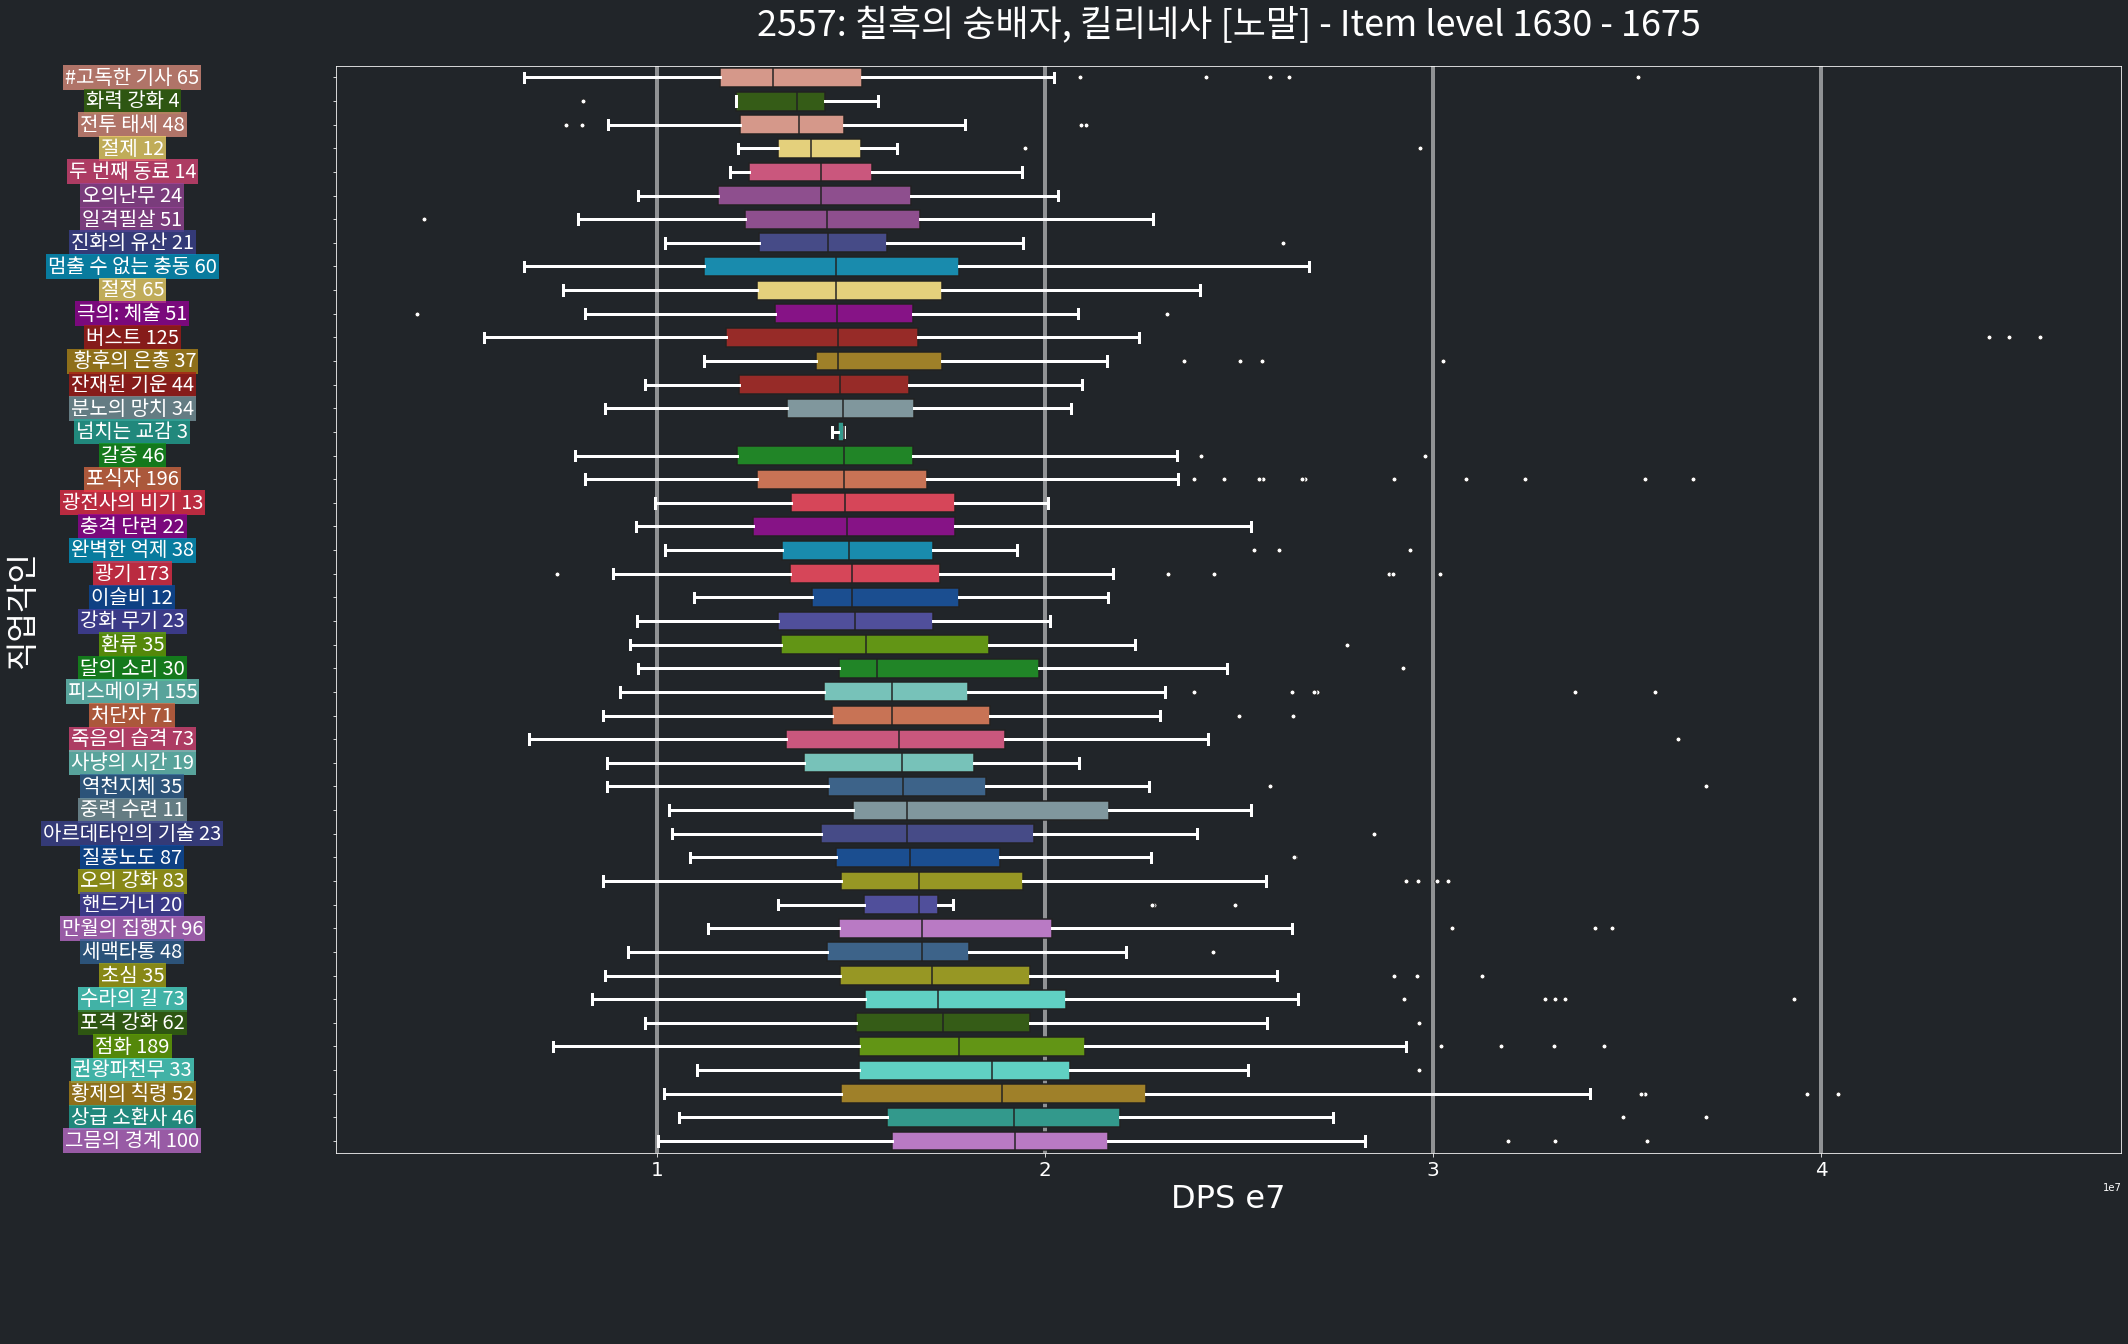 2557: 칠흑의 숭배자, 킬리네사 [노말] - Item level 1630 - 1675
#고독한 기사 65
화력 강화 4
전투 태세 48
절제 12
두 번째 동료 14
오의난무 24
일격필살 51
진화의 유산 21
멈출 수 없는 충동 60
절정 65
극의: 체술 51
버스트 125
황후의 은총 37
잔재된 기운 44
분노의 망치 34
넘치는 교감 3
갈증 46
포식자 196
광전사의 비기 13
충격 단련 22
완벽한 억제 38
광기 173
이슬비 12
강화 무기 23
환류 35
달의 소리 30
피스메이커 155
처단자 71
죽음의 습격 73
사냥의 시간 19
역천지체 35
중력 수련 11
아르데타인의 기술 23
질풍노도 87
오의 강화 83
핸드거너 20
만월의 집행자 96
세맥타통 48
초심 35
수라의 길 73
포격 강화 62
점화 189
권왕파천무 33
황제의 칙령 52
상급 소환사 46
그믐의 경계 100
직업각인
1 2 3 4
1e7
DPS e7